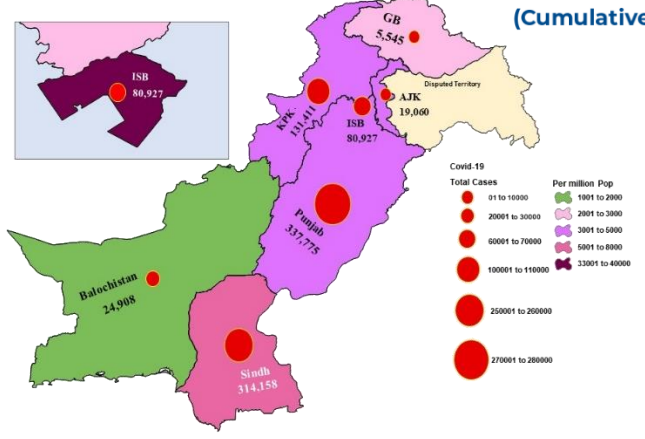 (Cumulative
GB
5,545
ISB
80,927
Disputed Territory
AJK
19,060
KPK
131,411
ISB
80,927
Punjab
337,775
Balochistan
24,908
Sindh
314,158
Covid-19
Total Cases
01 to 10000
20001 to 30000
60001 to 70000
100001 to 110000
250001 to 260000
270001 to 280000
Per million Pop
1001 to 2000
2001 to 3000
3001 to 5000
5001 to 8000
33001 to 40000